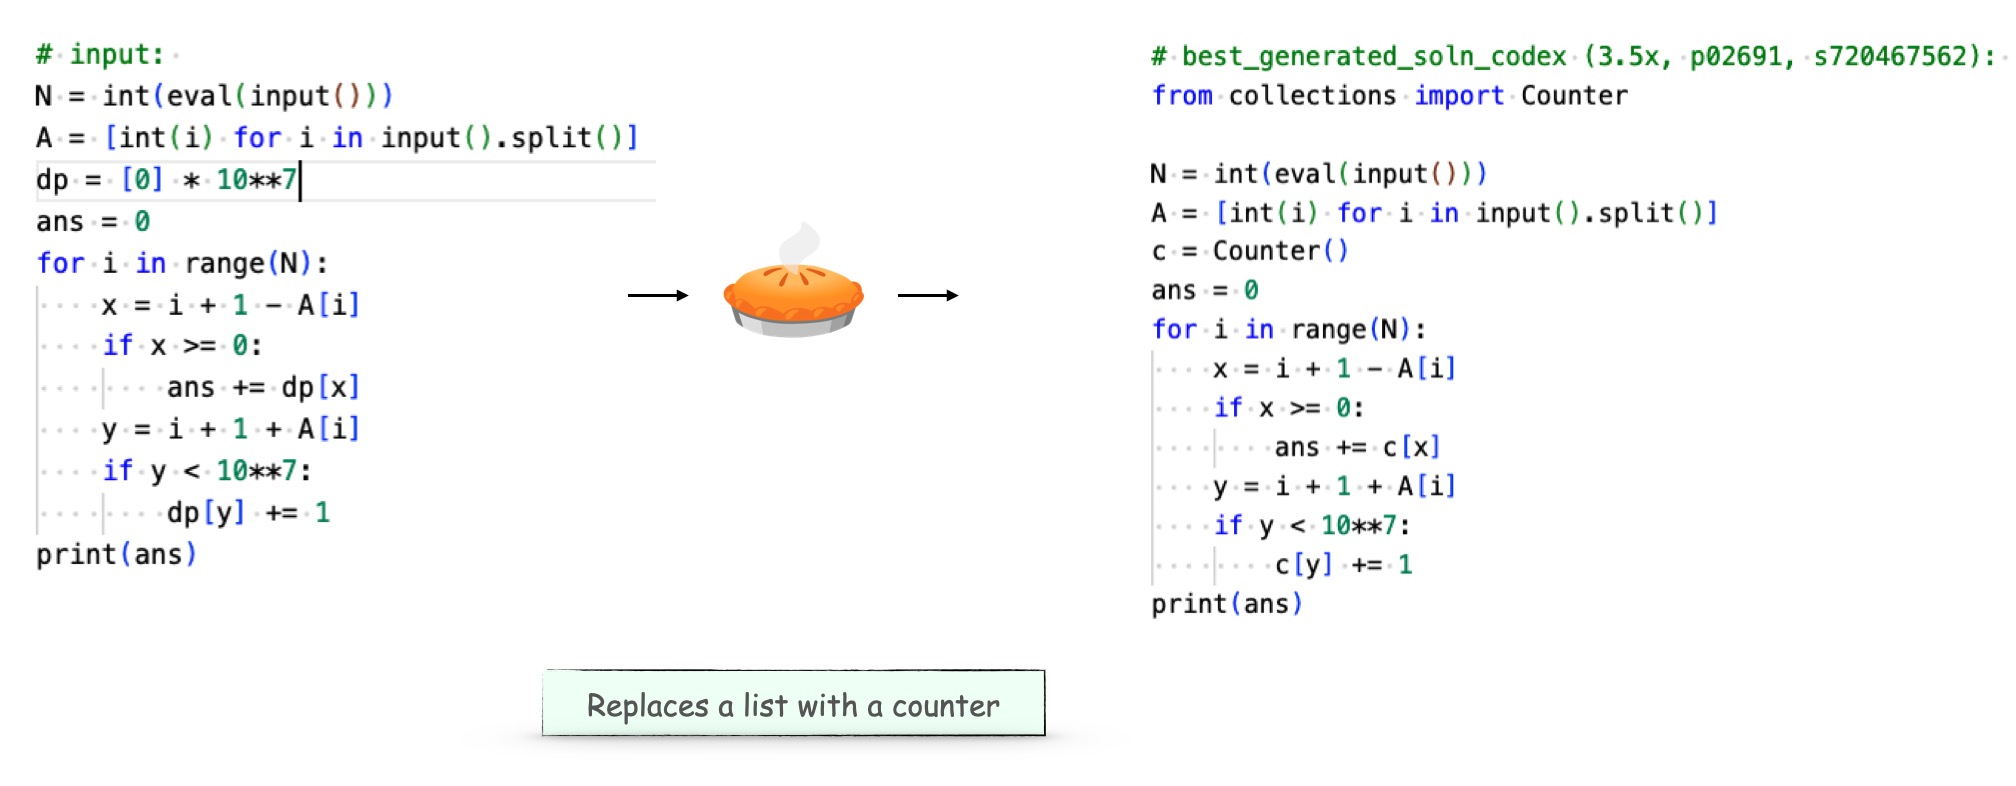 # input:
N = int(eval(input()))
A = [int(i) for i in input().split()]
dp = [0] * 10**7
ans = 0
for i in range(N):
    x = i + 1 - A[i]
    if x >= 0:
        ans += dp[x]
    y = i + 1 + A[i]
    if y < 10**7:
        dp[y] += 1
print(ans)
# best_generated_soln_codex (3.5x, p02691, s720467562):
from collections import Counter
N = int(eval(input()))
A = [int(i) for i in input().split()]
c = Counter()
ans = 0
for i in range(N):
    x = i + 1 - A[i]
    if x >= 0:
        ans += c[x]
    y = i + 1 + A[i]
    if y < 10**7:
        c[y] += 1
print(ans)
Replaces a list with a counter